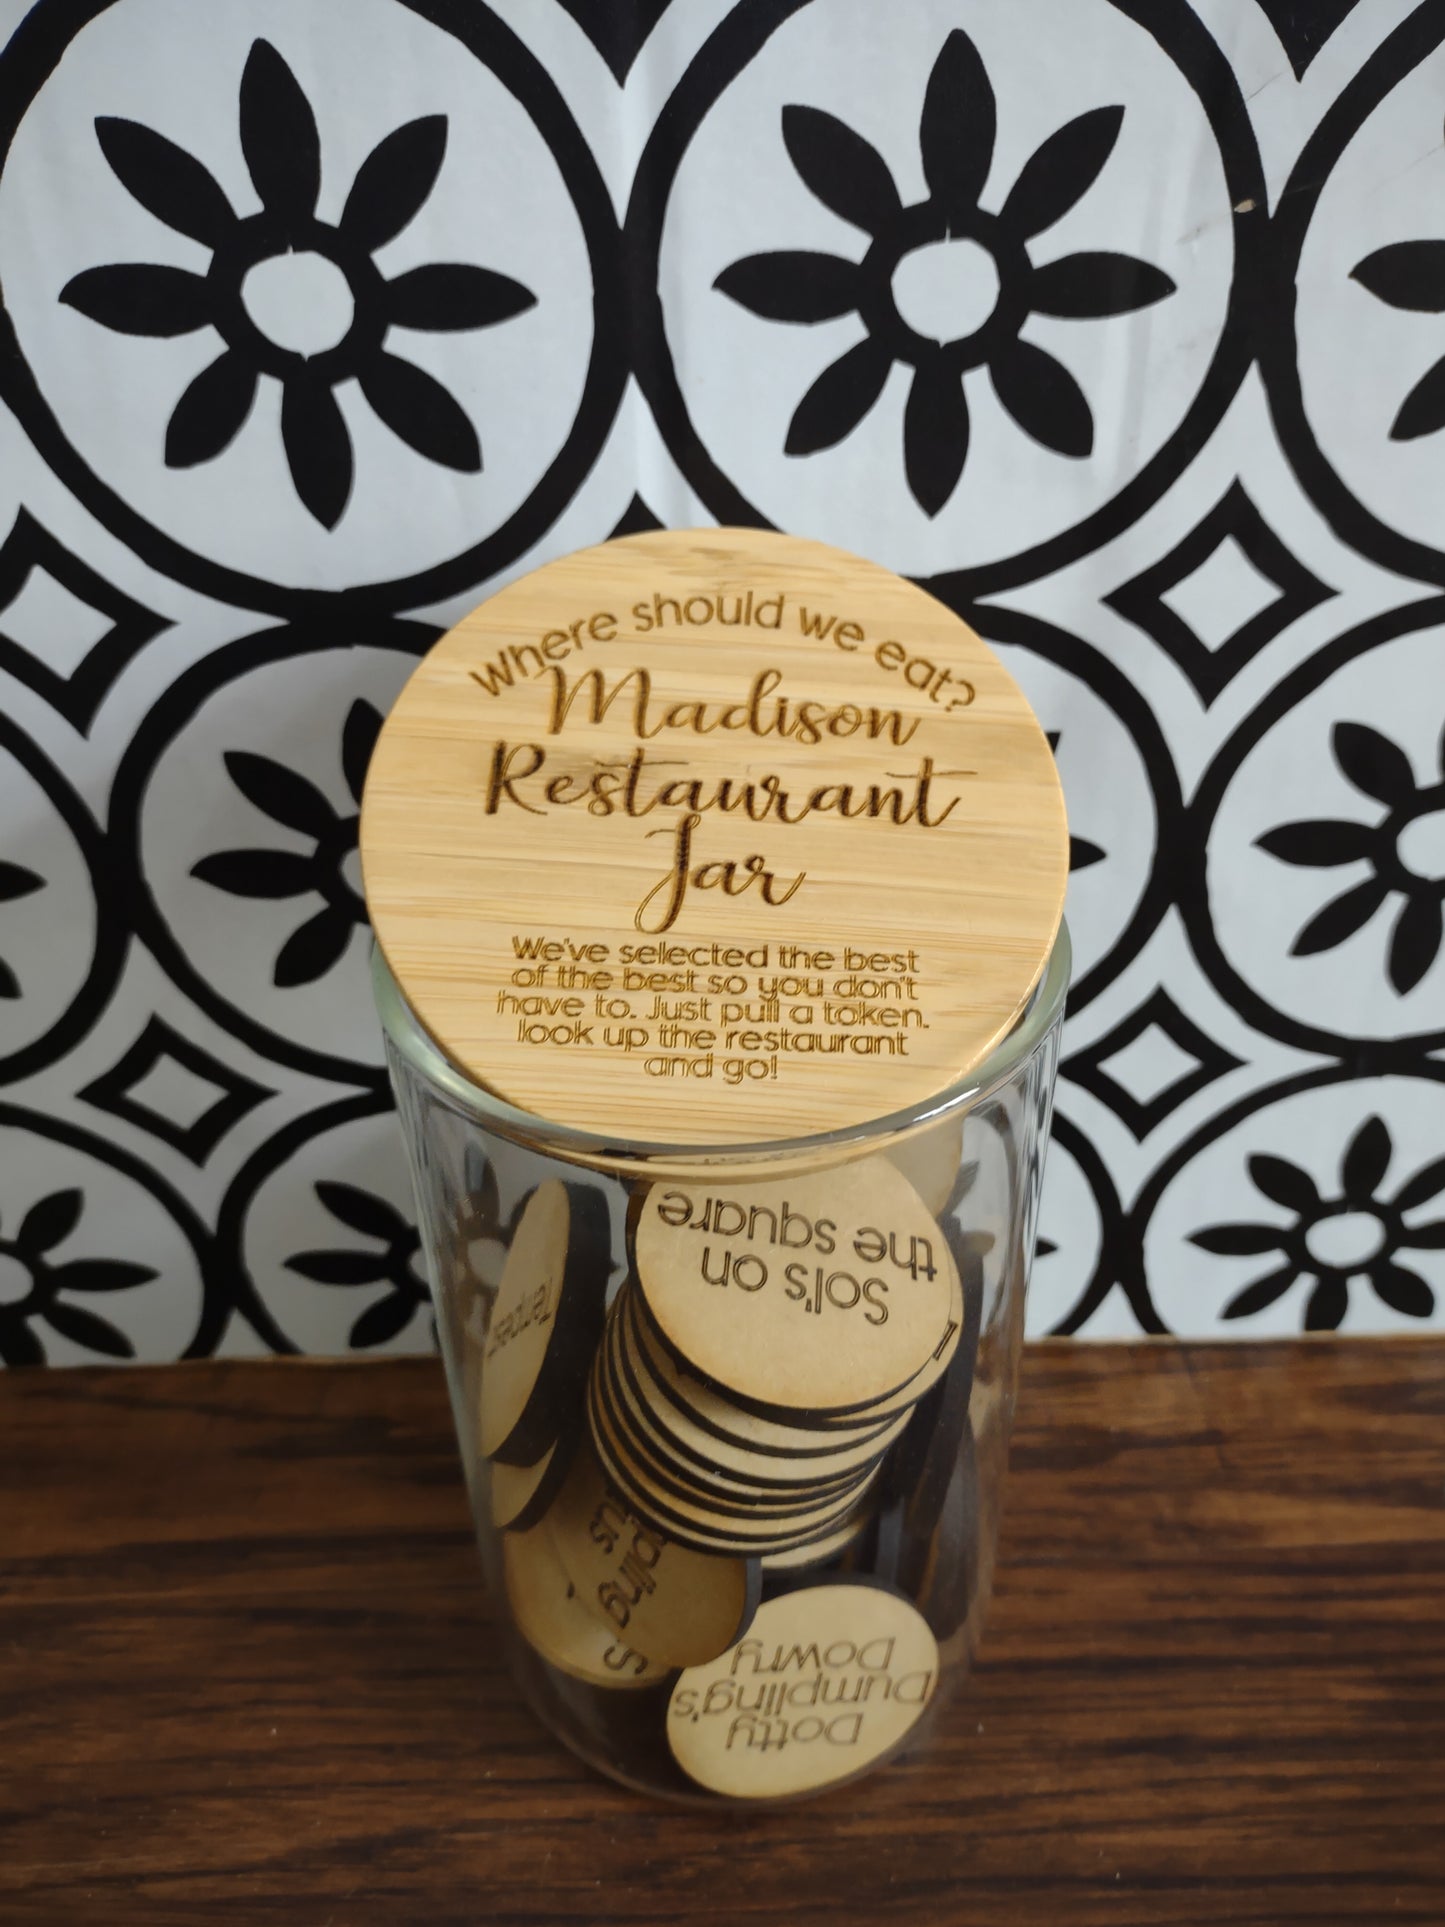 Where should we eat?
Madison
Restaurant
Jar
We've selected the best
of the best so you don't
have to. Just pull a token.
look up the restaurant
and go!
Sol's on
the square
Dotty
Dumpling's
Dowry